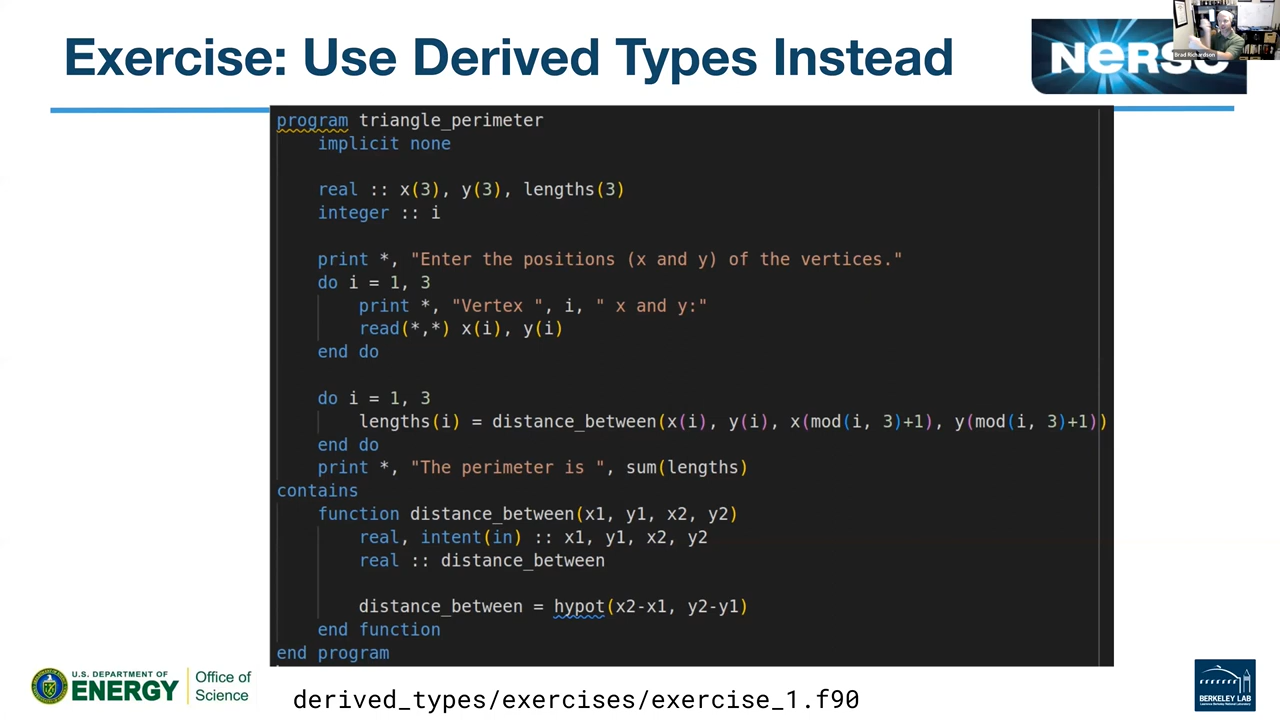 Exercise: Use Derived Types Instead
NERSC
Brad Richardson
program triangle_perimeter
implicit none
real :: x(3), y(3), lengths(3)
integer :: i
print *, "Enter the positions (x and y) of the vertices."
do i = 1, 3
print *, "Vertex ", i, " x and y:"
read(*,*) x(i), y(i)
end do
do i = 1, 3
lengths(i) = distance_between(x(i), y(i), x(mod(i, 3)+1), y(mod(i, 3)+1))
end do
print *, "The perimeter is ", sum(lengths)
contains
function distance_between(x1, y1, x2, y2)
real, intent(in) :: x1, y1, x2, y2
real :: distance_between
distance_between = hypot(x2-x1, y2-y1)
end function
end program
U.S. DEPARTMENT OF
ENERGY
Office of
Science
derived_types/exercises/exercise_1.f90
BERKELEY LAB